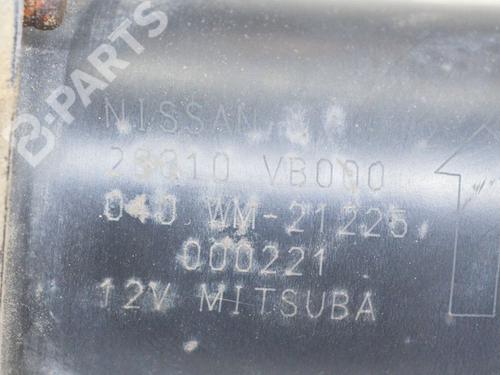 B-PARTS
NISSAN
28810 VB000
040 WM-21225
000221
12V MITSUBA